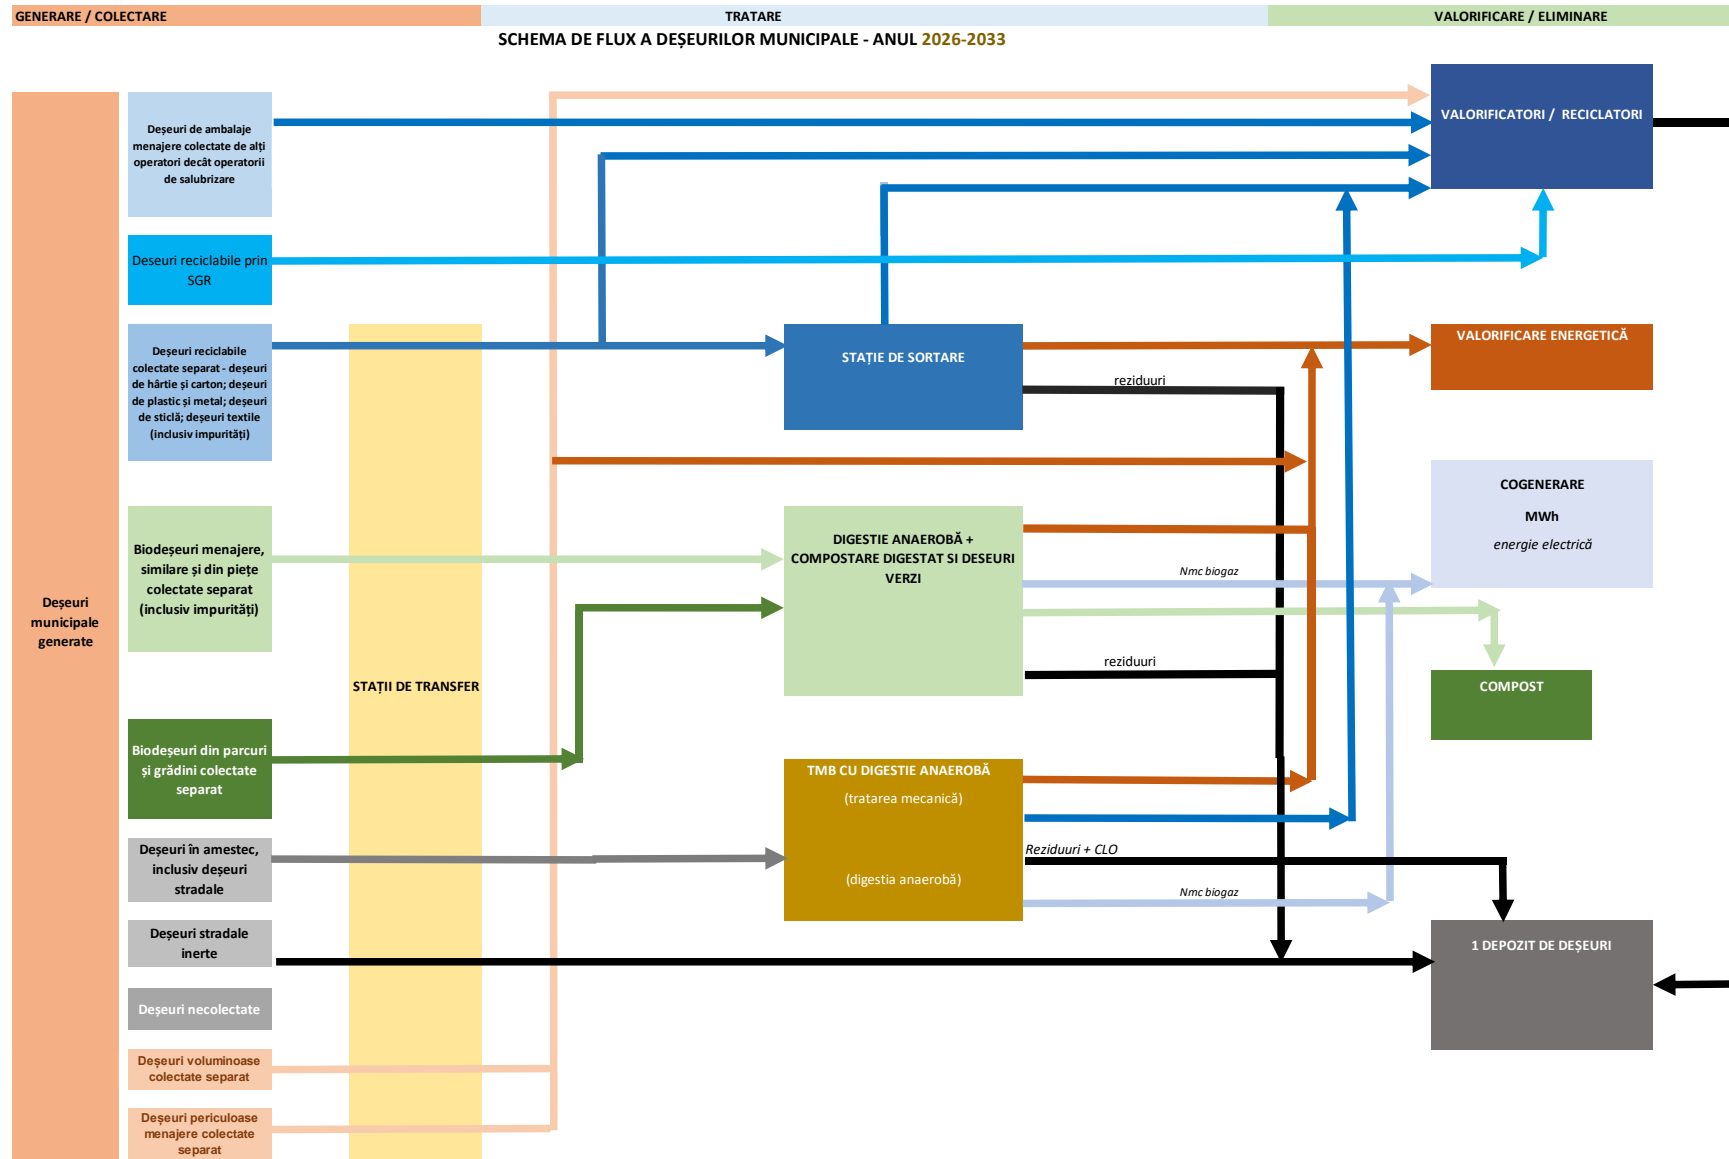 GENERARE / COLECTARE
TRATARE
VALORIFICARE / ELIMINARE
SCHEMA DE FLUX A DEȘEURILOR MUNICIPALE - ANUL 2026-2033
Deșeuri
municipale
generate
Deșeuri de ambalaje
menajere colectate de alți
operatori decât operatorii
de salubrizare
Deseuri reciclabile prin
SGR
Deșeuri reciclabile
colectate separat - deșeuri
de hârtie și carton; deșeuri
de plastic și metal; deșeuri
de sticlă; deșeuri textile
(inclusiv impurități)
Biodeșeuri menajere,
similare și din piețe
colectate separat
(inclusiv impurități)
Biodeșeuri din parcuri
și grădini colectate
separat
Deșeuri în amestec,
inclusiv deșeuri
stradale
Deșeuri stradale
inerte
Deșeuri necolectate
Deșeuri voluminoase
colectate separat
Deșeuri periculoase
menajere colectate
separat
STAȚII DE TRANSFER
STAȚIE DE SORTARE
reziduuri
DIGESTIE ANAEROBĂ +
COMPOSTARE DIGESTAT SI DESEURI
VERZI
Nmc biogaz
reziduuri
TMB CU DIGESTIE ANAEROBĂ
(tratarea mecanică)
(digestia anaerobă)
Reziduuri + CLO
Nmc biogaz
VALORIFICATORI / RECICLATORI
VALORIFICARE ENERGETICĂ
COGENERARE
MWh
energie electrică
COMPOST
1 DEPOZIT DE DEȘEURI